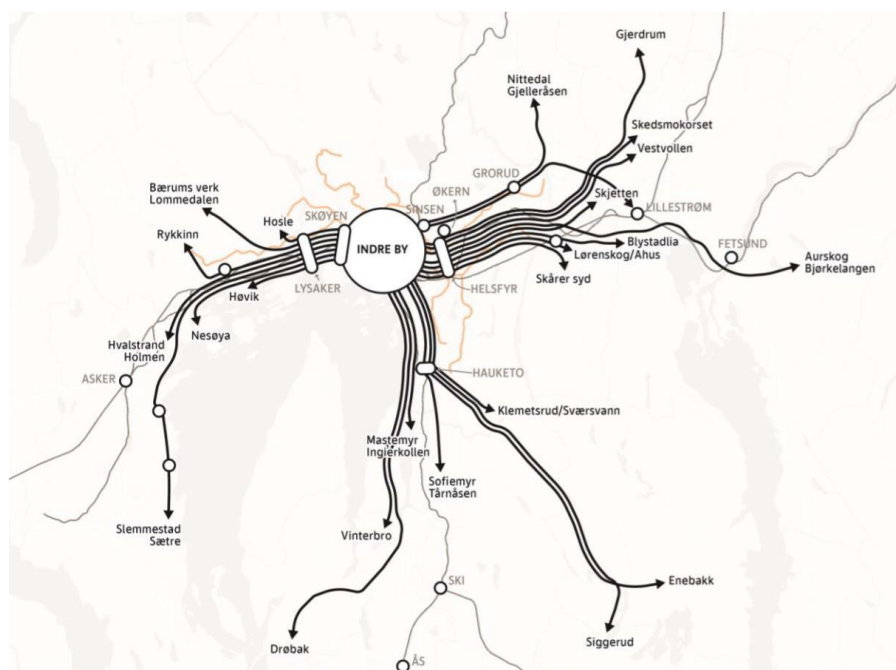 Gjerdrum
Nittedal
Gjelleråsen
Skedsmokorset
Vestvollen
GRORUD
ØKERN
Skjetten
Bærums verk
Lommedalen
SKØYEN
SINSEN
LILLESTRØM
Hosle
Rykkinn
INDRE BY
Blystadlia
Lørenskog/Ahus
FETSUND
Aurskog
Bjørkelangen
Skårer syd
LYSAKER
HELSFYR
Høvik
Nesøya
Hvalstrand
Holmen
ASKER
HAUKETO
Klemetsrud/Sværsvann
Mastemyr
Ingierkollen
Sofiemyr
Tårnåsen
Slemmestad
Sætre
Vinterbro
SKI
Enebakk
Siggerud
Drøbak
ÅS